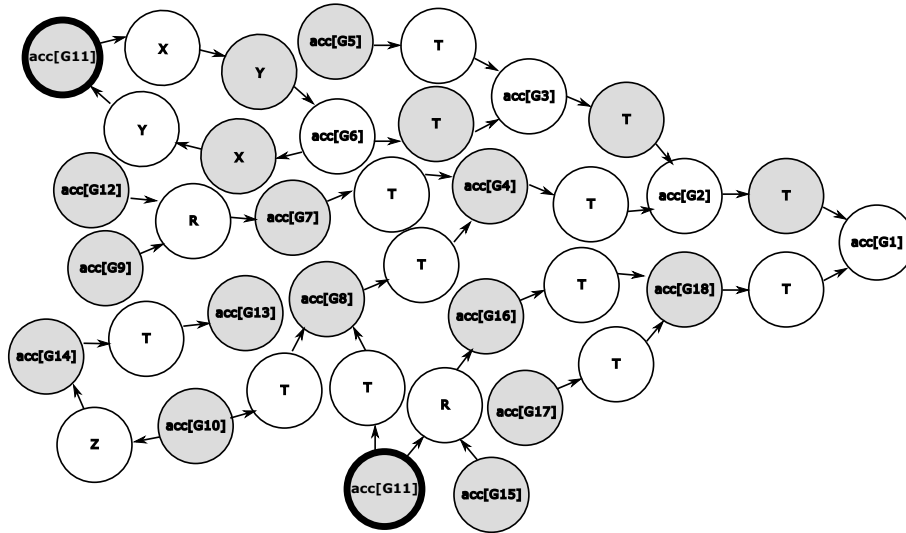 acc[G5]
T
X
acc[G11]
Y
acc[G3]
T
T
Y
acc[G6]
X
acc[G12]
T
acc[G4]
T
acc[G2]
T
R
acc[G7]
acc[G1]
acc[G9]
T
acc[G8]
T
acc[G18]
T
acc[G13]
acc[G16]
T
acc[G14]
T
T
T
R
acc[G17]
Z
acc[G10]
acc[G11]
acc[G15]